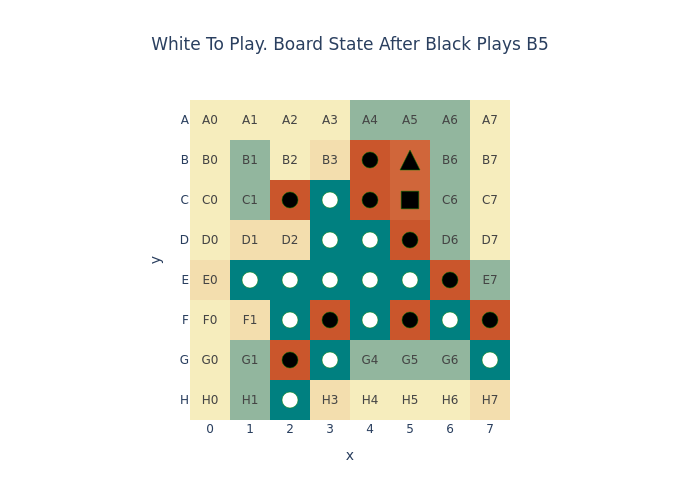 White To Play. Board State After Black Plays B5
A A0 A1 A2 A3 A4 A5 A6 A7
B B0 B1 B2 B3 B6 B7
C C0 C1 C6 C7
D D0 D1 D2 D6 D7
y
E E0 E7
F F0 F1
G G0 G1 G4 G5 G6
H H0 H1 H3 H4 H5 H6 H7
0 1 2 3 4 5 6 7
x